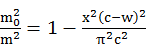 m₀²/m² = 1 − x²(c−w)²/π²c²